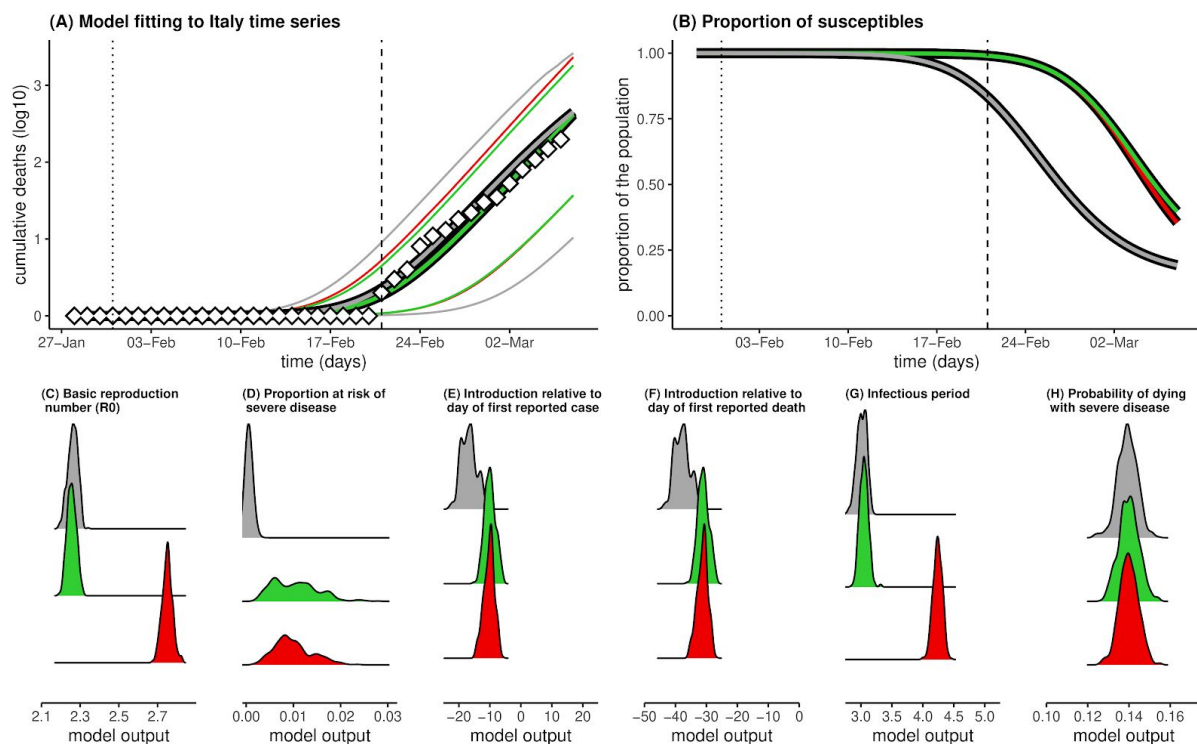 (A) Model fitting to Italy time series
cumulative deaths (log10)
3
2
1
0
27−Jan 03−Feb 10−Feb 17−Feb 24−Feb 02−Mar
time (days)
(B) Proportion of susceptibles
proportion of the population
1.00
0.75
0.50
0.25
0.00
03−Feb 10−Feb 17−Feb 24−Feb 02−Mar
time (days)
(C) Basic reproduction
number (R0)
2.1 2.3 2.5 2.7
model output
(D) Proportion at risk of
severe disease
0.00 0.01 0.02 0.03
model output
(E) Introduction relative to
day of first reported case
−20 −10 0 10 20
model output
(F) Introduction relative to
day of first reported death
−50 −40 −30 −20 −10 0
model output
(G) Infectious period
3.0 3.5 4.0 4.5 5.0
model output
(H) Probability of dying
with severe disease
0.10 0.12 0.14 0.16
model output